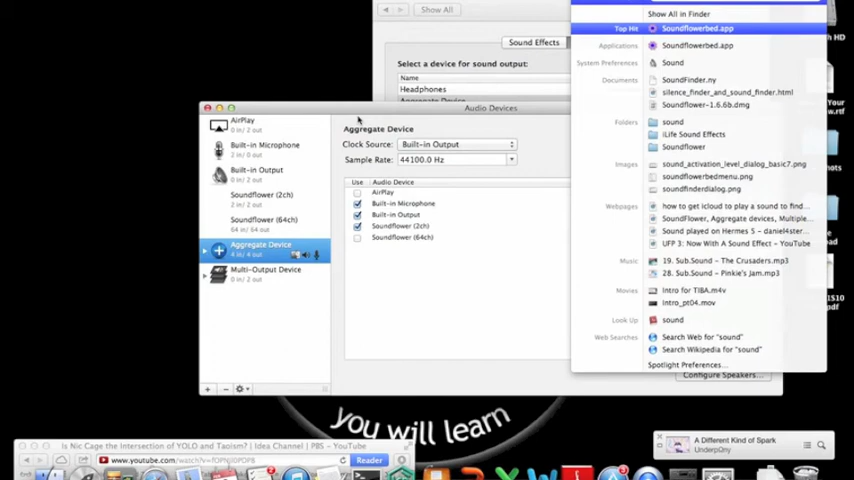 Show All
Show All in Finder
Top Hit Soundflowerbed.app
Applications Soundflowerbed.app
System Preferences Sound
Documents SoundFinder.ny
silence_finder_and_sound_finder.html
Soundflower-1.6.6b.dmg
Folders sound
iLife Sound Effects
Soundflower
Images sound_activation_level_dialog_basic7.png
soundflowerbedmenu.png
soundfinderdialog.png
Webpages how to get icloud to play a sound to find...
SoundFlower, Aggregate devices, Multiple...
Sound played on Hermes 5 - daniel4ster...
UFP 3: Now With A Sound Effect - YouTube
Music 19. Sub.Sound - The Crusaders.mp3
28. Sub.Sound - Pinkie's Jam.mp3
Movies Intro for TIBA.m4v
Intro_pt04.mov
Look Up sound
Web Searches Search Web for "sound"
Search Wikipedia for "sound"
Spotlight Preferences...
Sound Effects
Select a device for sound output:
Name
Headphones
Aggregate Device
Audio Devices
AirPlay
0 in/ 2 out
Built-in Microphone
2 in/ 0 out
Built-in Output
0 in/ 2 out
Soundflower (2ch)
2 in/ 2 out
Soundflower (64ch)
64 in/ 64 out
Aggregate Device
4 in/ 4 out
Multi-Output Device
0 in/ 2 out
Aggregate Device
Clock Source: Built-in Output
Sample Rate: 44100.0 Hz
Use Audio Device
AirPlay
Built-in Microphone
Built-in Output
Soundflower (2ch)
Soundflower (64ch)
Configure Speakers...
you will learn
Is Nic Cage the Intersection of YOLO and Taoism? | Idea Channel | PBS - YouTube
Reader
A Different Kind of Spark